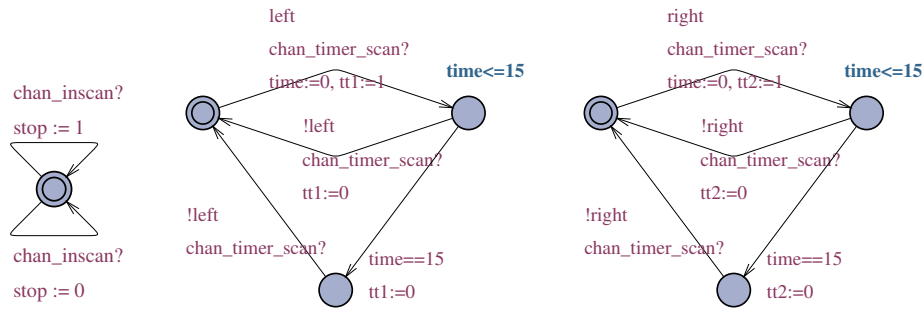 chan_inscan?
stop := 1
chan_inscan?
stop := 0
left
chan_timer_scan?
time:=0, tt1:=1
time<=15
!left
chan_timer_scan?
tt1:=0
!left
chan_timer_scan?
time==15
tt1:=0
right
chan_timer_scan?
time:=0, tt2:=1
time<=15
!right
chan_timer_scan?
tt2:=0
!right
chan_timer_scan?
time==15
tt2:=0